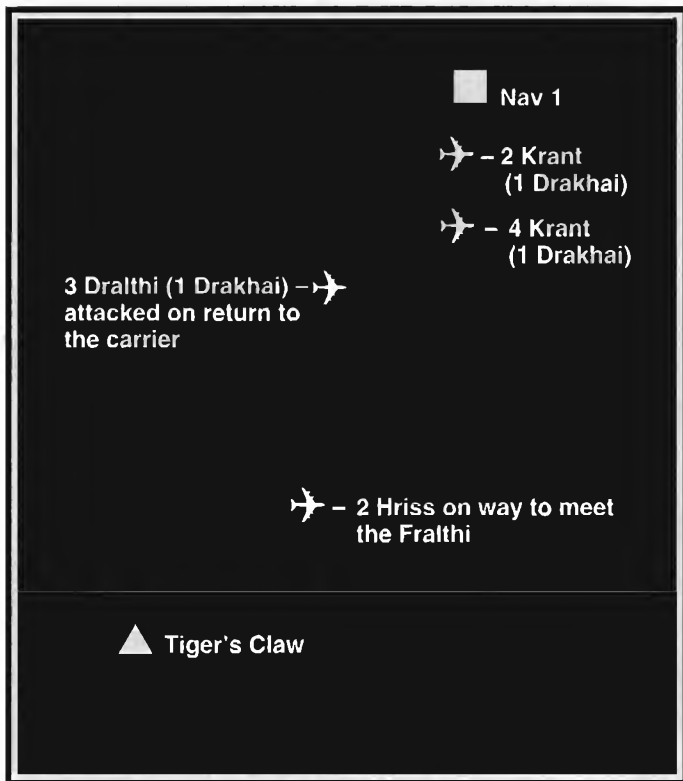 Nav 1
– 2 Krant
(1 Drakhai)
– 4 Krant
(1 Drakhai)
3 Dralthi (1 Drakhai) –
attacked on return to
the carrier
– 2 Hriss on way to meet
the Fralthi
Tiger's Claw